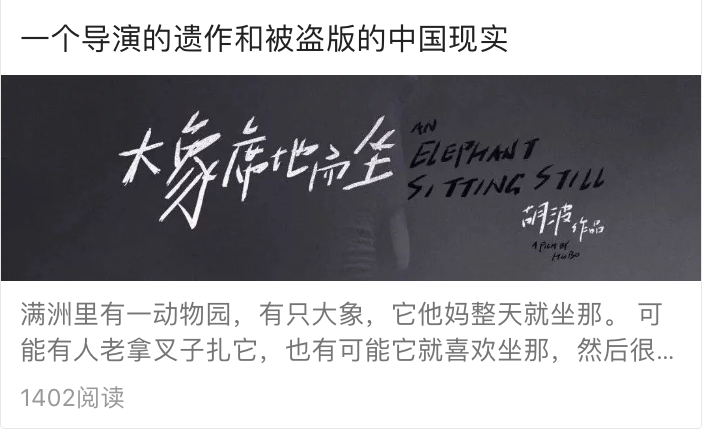 一个导演的遗作和被盗版的中国现实
大象席地而坐
AN
ELEPHANT
SITTING STILL
胡波作品
A FILM BY
HU BO
满洲里有一动物园，有只大象，它他妈整天就坐那。 可
能有人老拿叉子扎它，也有可能它就喜欢坐那，然后很...
1402阅读